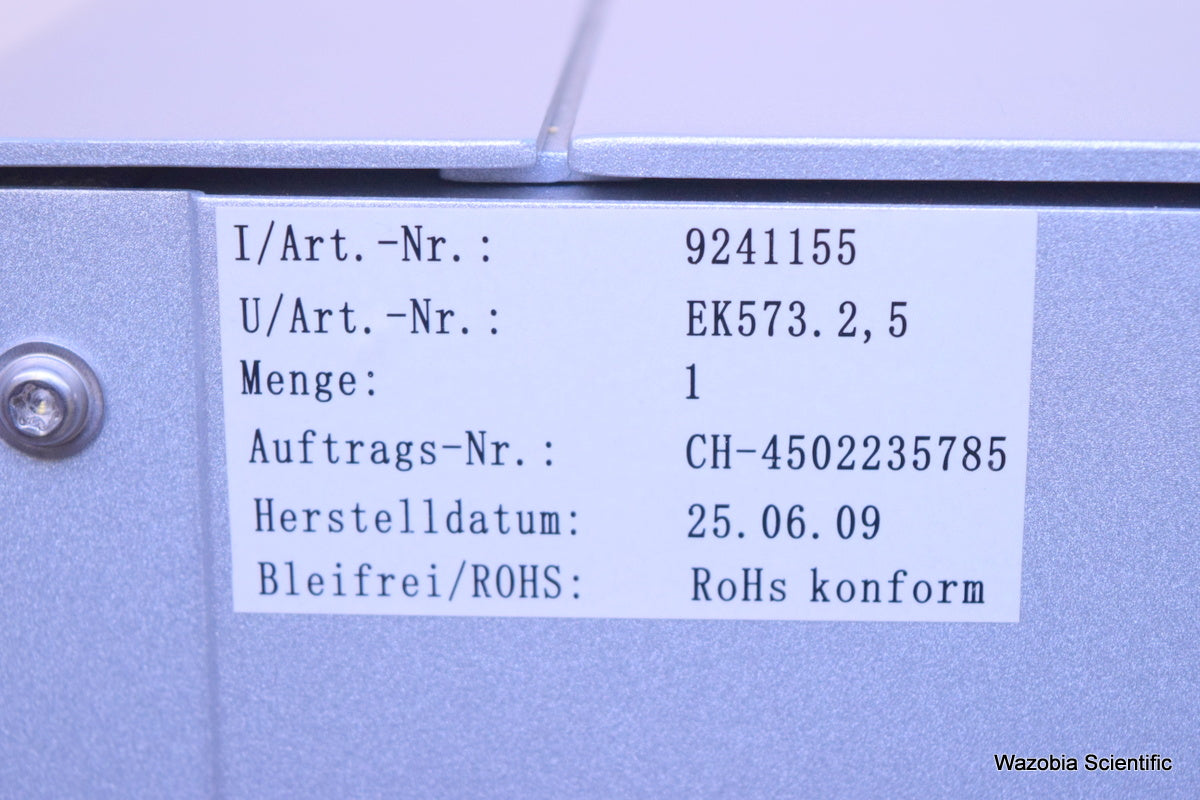 I/Art.-Nr.: 9241155
U/Art.-Nr.: EK573.2,5
Menge: 1
Auftrags-Nr.: CH-4502235785
Herstelldatum: 25.06.09
Bleifrei/ROHS: RoHs konform
Wazobia Scientific